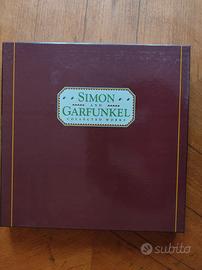 SIMON
AND
GARFUNKEL
COLLECTED WORKS
subito